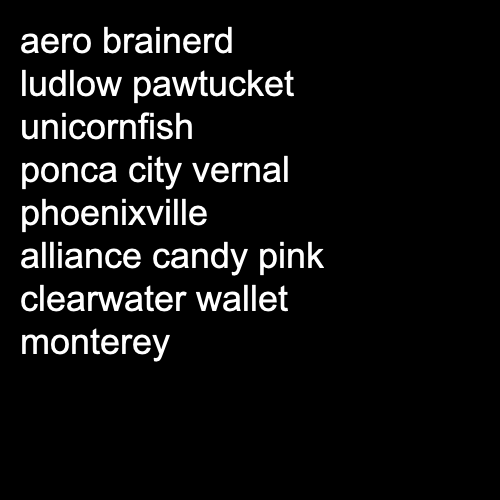 aero brainerd
ludlow pawtucket
unicornfish
ponca city vernal
phoenixville
alliance candy pink
clearwater wallet
monterey